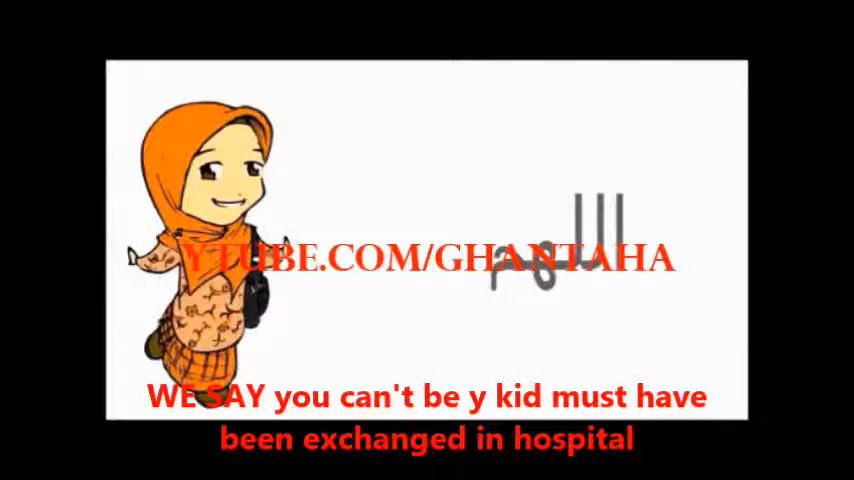 اللهم
YTUBE.COM/GHANTAHA
WE SAY you can't be y kid must have
been exchanged in hospital